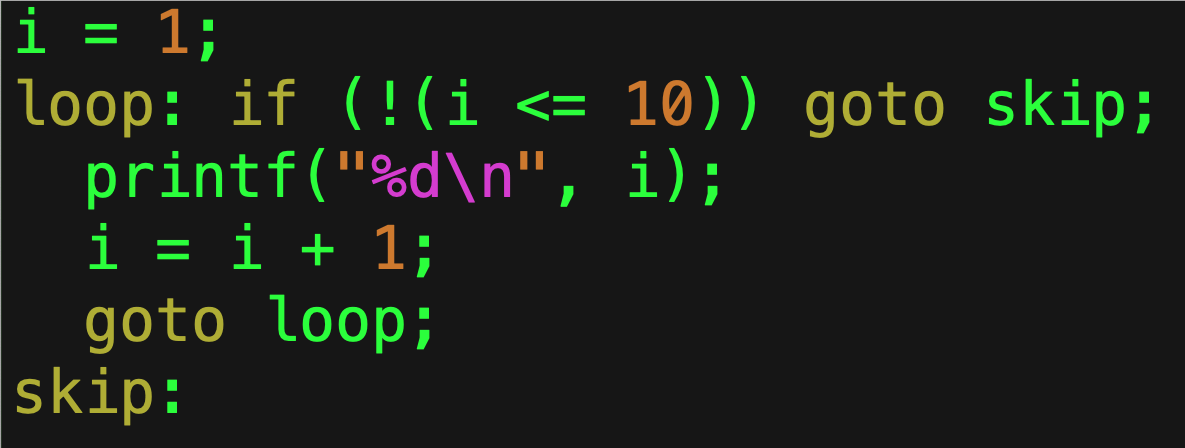 i = 1;
loop: if (!(i <= 10)) goto skip;
  printf("%d\n", i);
  i = i + 1;
  goto loop;
skip: